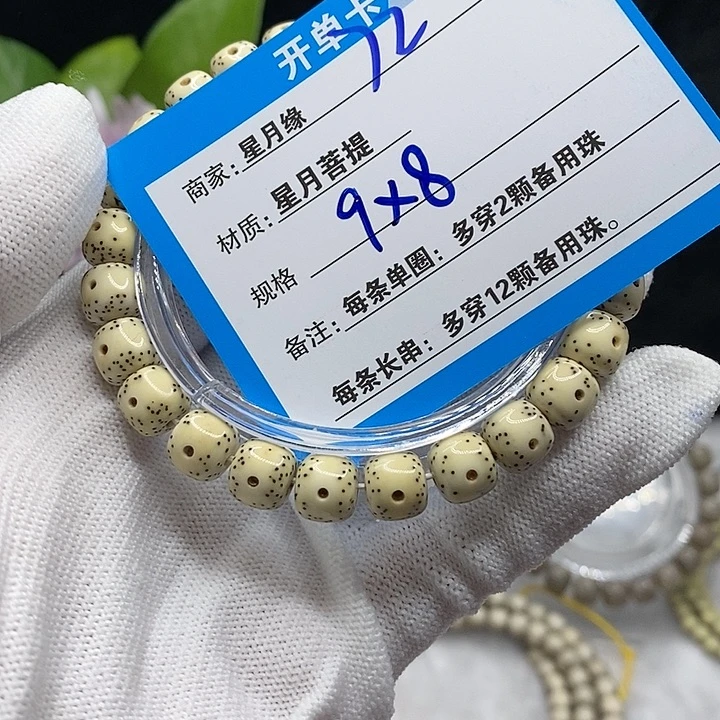 开单卡
72
商家：星月缘
材质：星月菩提
规格 9×8
备注：每条单圈：多穿2颗备用珠
每条长串：多穿12颗备用珠。